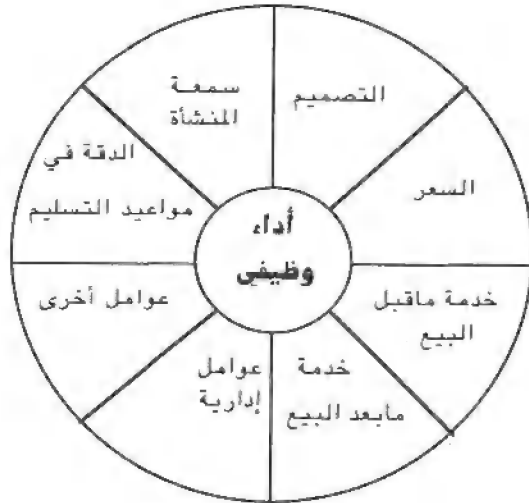 سمعة
المنشأة
التصميم
الدقة في
مواعيد التسليم
السعر
أداء
وظيفى
عوامل أخرى
خدمة ماقبل
البيع
عوامل
إدارية
خدمة
مابعد البيع